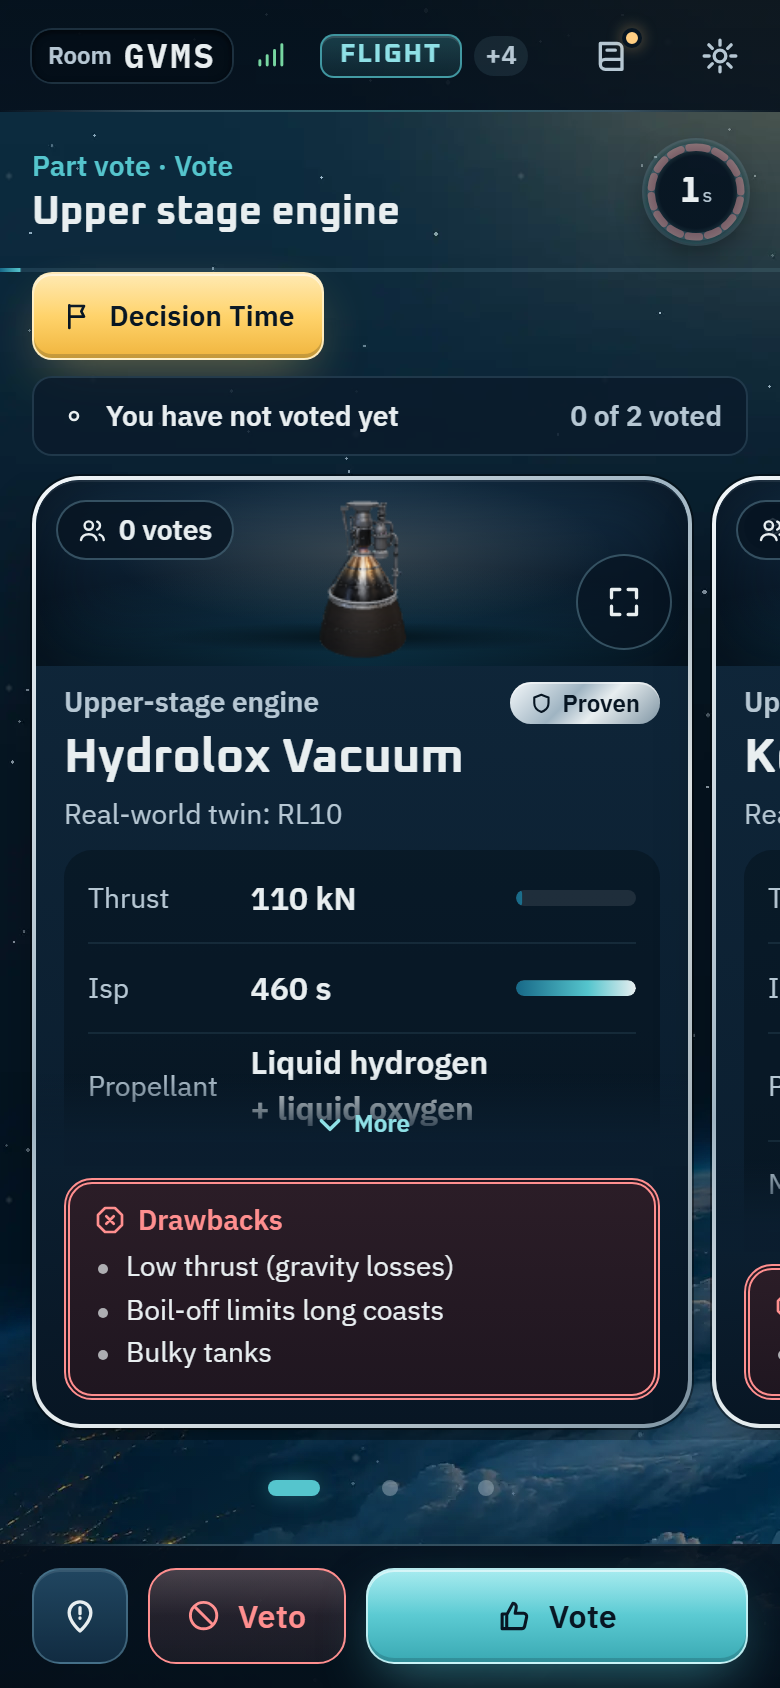 Room GVMS FLIGHT +4
Part vote · Vote
Upper stage engine
1 s
Decision Time
You have not voted yet 0 of 2 voted
0 votes
Upper-stage engine Proven
Hydrolox Vacuum
Real-world twin: RL10
Thrust 110 kN
Isp 460 s
Propellant Liquid hydrogen
+ liquid oxygen
More
Drawbacks
Low thrust (gravity losses)
Boil-off limits long coasts
Bulky tanks
Veto Vote